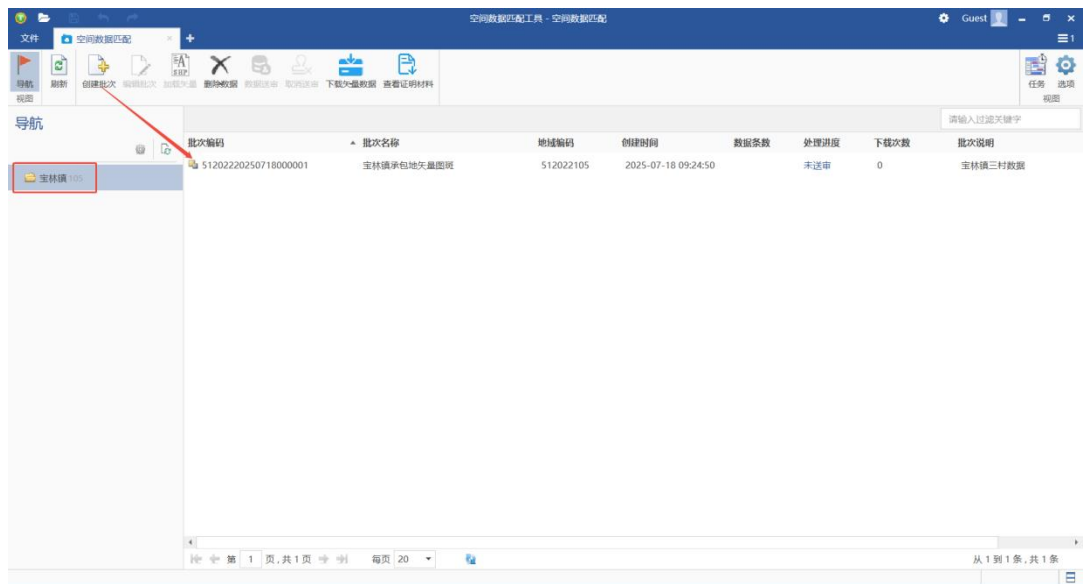 空间数据匹配工具 - 空间数据匹配
Guest
文件 空间数据匹配
1
导航 刷新 创建批次 编辑批次 加载矢量 删除数据 数据送审 取消送审 下载矢量数据 查看证明材料 任务 选项
视图 视图
导航
请输入过滤关键字
批次编码 批次名称 地域编码 创建时间 数据条数 处理进度 下载次数 批次说明
宝林镇 105
51202220250718000001 宝林镇承包地矢量图斑 512022105 2025-07-18 09:24:50 未送审 0 宝林镇三村数据
第 1 页,共 1 页 每页 20 从 1 到 1 条,共 1 条